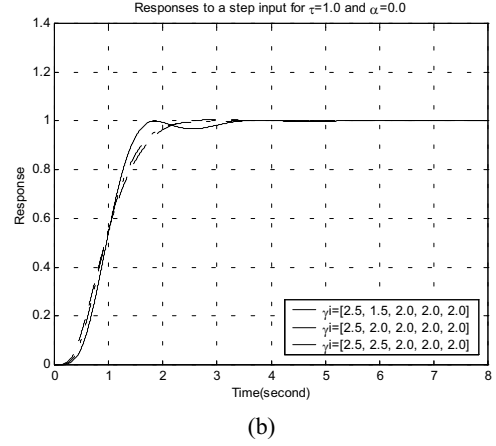 Responses to a step input for τ=1.0 and α=0.0
1.4
1.2
1
0.8
0.6
0.4
0.2
0
Response
γi=[2.5, 1.5, 2.0, 2.0, 2.0]
γi=[2.5, 2.0, 2.0, 2.0, 2.0]
γi=[2.5, 2.5, 2.0, 2.0, 2.0]
0 1 2 3 4 5 6 7 8
Time(second)
(b)